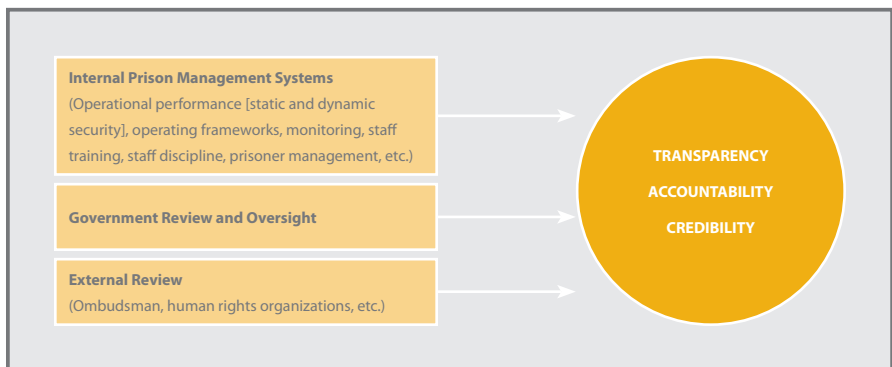 Internal Prison Management Systems
(Operational performance [static and dynamic
security], operating frameworks, monitoring, staff
training, staff discipline, prisoner management, etc.)
Government Review and Oversight
External Review
(Ombudsman, human rights organizations, etc.)
TRANSPARENCY
ACCOUNTABILITY
CREDIBILITY